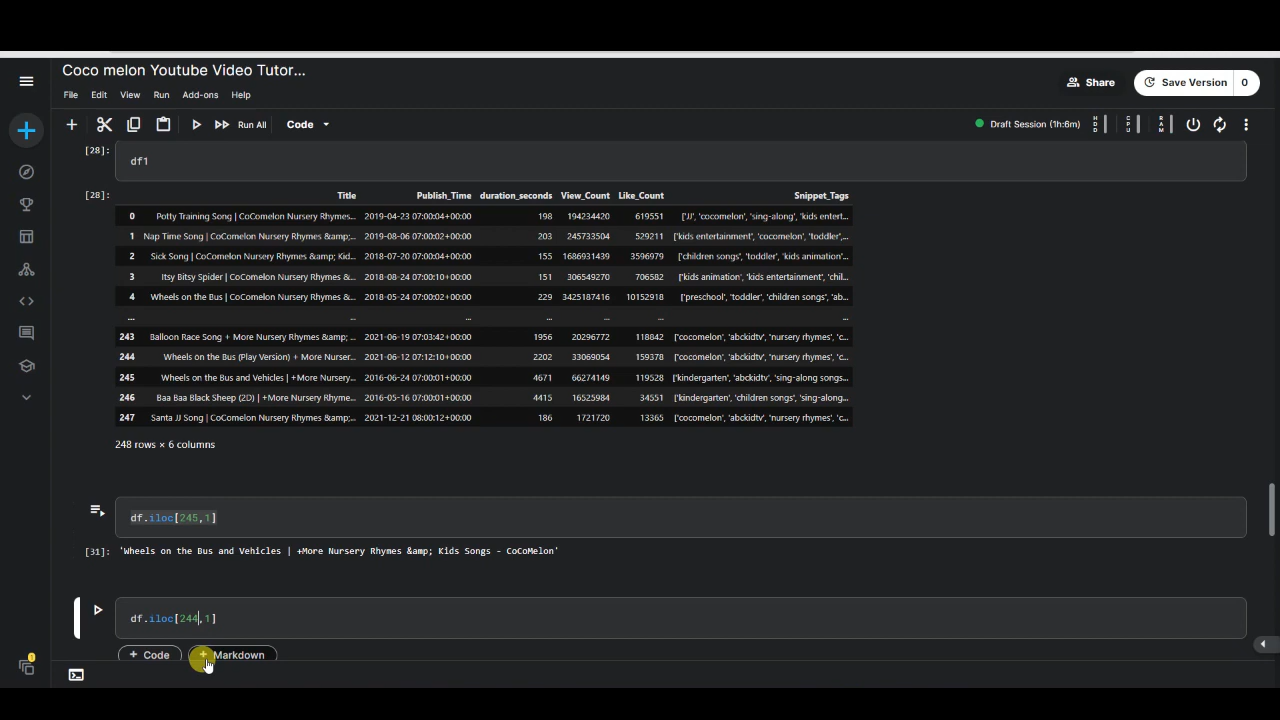 Coco melon Youtube Video Tutor...
File Edit View Run Add-ons Help
Share
Save Version 0
Run All Code
Draft Session (1h:6m) HDD CPU RAM
[28]: df1
[28]: Title Publish_Time duration_seconds View_Count Like_Count Snippet_Tags
0 Potty Training Song | CoComelon Nursery Rhymes... 2019-04-23 07:00:04+00:00 198 194234420 619551 ['JJ', 'cocomelon', 'sing-along', 'kids entert...
1 Nap Time Song | CoComelon Nursery Rhymes &amp;... 2019-08-06 07:00:02+00:00 203 245733504 529211 ['kids entertainment', 'cocomelon', 'toddler',...
2 Sick Song | CoComelon Nursery Rhymes &amp; Kid... 2018-07-20 07:00:04+00:00 155 1686931439 3596979 ['children songs', 'toddler', 'kids animation'...
3 Itsy Bitsy Spider | CoComelon Nursery Rhymes &... 2018-08-24 07:00:10+00:00 151 306549270 706582 ['kids animation', 'kids entertainment', 'chil...
4 Wheels on the Bus | CoComelon Nursery Rhymes &... 2018-05-24 07:00:02+00:00 229 3425187416 10152918 ['preschool', 'toddler', 'children songs', 'ab...
... ... ... ... ... ... ...
243 Balloon Race Song + More Nursery Rhymes &amp; ... 2021-06-19 07:03:42+00:00 1956 20296772 118842 ['cocomelon', 'abckidtv', 'nursery rhymes', 'c...
244 Wheels on the Bus (Play Version) + More Nurser... 2021-06-12 07:12:10+00:00 2202 33069054 159378 ['cocomelon', 'abckidtv', 'nursery rhymes', 'c...
245 Wheels on the Bus and Vehicles | +More Nursery... 2016-06-24 07:00:01+00:00 4671 66274149 119528 ['kindergarten', 'abckidtv', 'sing-along songs...
246 Baa Baa Black Sheep (2D) | +More Nursery Rhyme... 2016-05-16 07:00:01+00:00 4415 16525984 34551 ['kindergarten', 'children songs', 'sing-along...
247 Santa JJ Song | CoComelon Nursery Rhymes &amp;... 2021-12-21 08:00:12+00:00 186 1721720 13365 ['cocomelon', 'abckidtv', 'nursery rhymes', 'c...
248 rows × 6 columns
df.iloc[245,1]
[31]: 'Wheels on the Bus and Vehicles | +More Nursery Rhymes &amp; Kids Songs - CoCoMelon'
df.iloc[244,1]
+ Code + Markdown
1